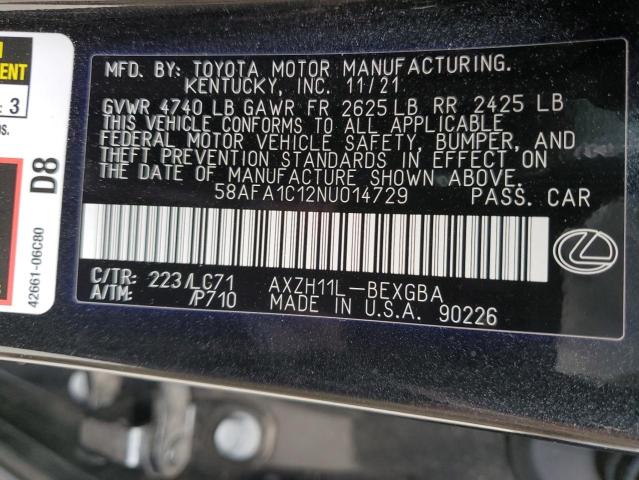 MENT
: 3
D8
42661-06C80
MFD. BY: TOYOTA MOTOR MANUFACTURING.
KENTUCKY, INC. 11/21
GVWR 4740 LB GAWR FR 2625 LB RR 2425 LB
THIS VEHICLE CONFORMS TO ALL APPLICABLE
FEDERAL MOTOR VEHICLE SAFETY, BUMPER, AND
THEFT PREVENTION STANDARDS IN EFFECT ON
THE DATE OF MANUFACTURE SHOWN ABOVE.
58AFA1C12NU014729 PASS. CAR
C/TR: 223/LC71 AXZH11L-BEXGBA
A/TM: /P710 MADE IN U.S.A. 90226